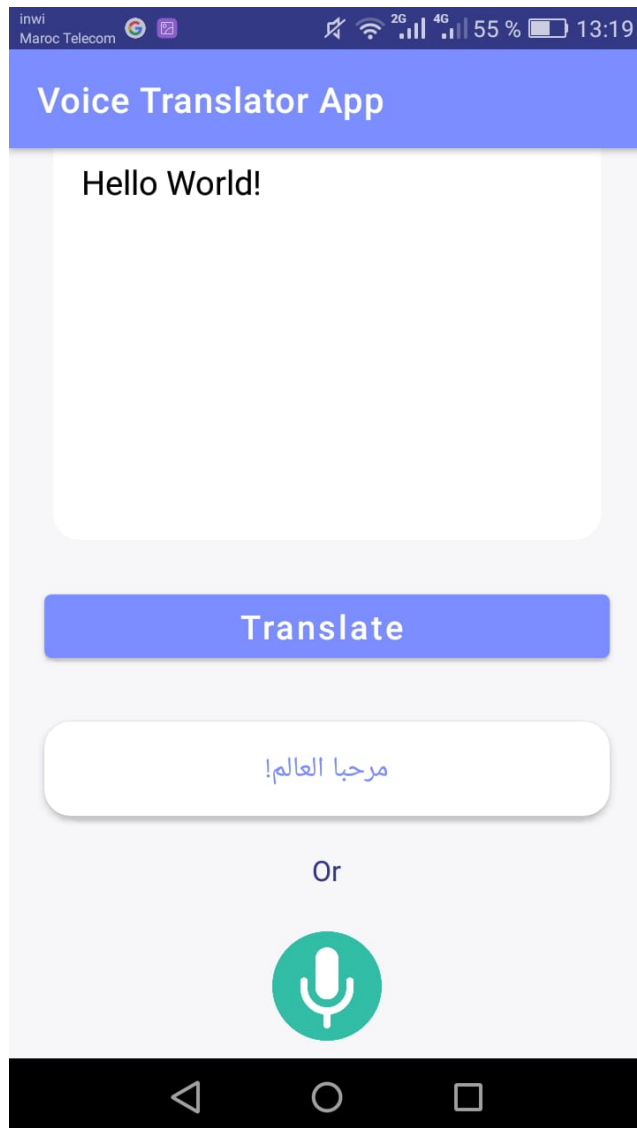 inwi
Maroc Telecom
2G 4G 55 % 13:19
Voice Translator App
Hello World!
Translate
مرحبا العالم!
Or